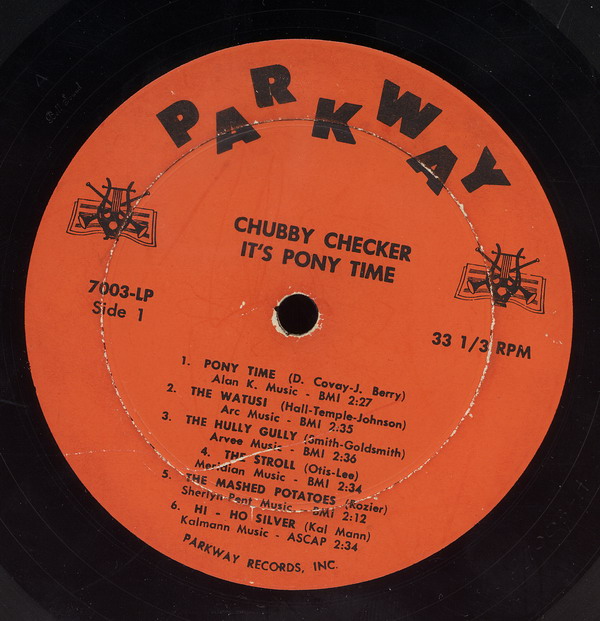 PARKWAY
CHUBBY CHECKER
IT'S PONY TIME
7003-LP
Side 1
33 1/3 RPM
1. PONY TIME (D. Covay-J. Berry)
Alan K. Music - BMI 2:27
2. THE WATUSI (Hall-Temple-Johnson)
Arc Music - BMI 2:35
3. THE HULLY GULLY (Smith-Goldsmith)
Arvee Music - BMI 2:36
4. THE STROLL (Otis-Lee)
Meridian Music - BMI 2:34
5. THE MASHED POTATOES (Rozier)
Sherlyn Pent Music - BMI 2:12
6. HI - HO SILVER (Kal Mann)
Kalmann Music - ASCAP 2:34
PARKWAY RECORDS, INC.